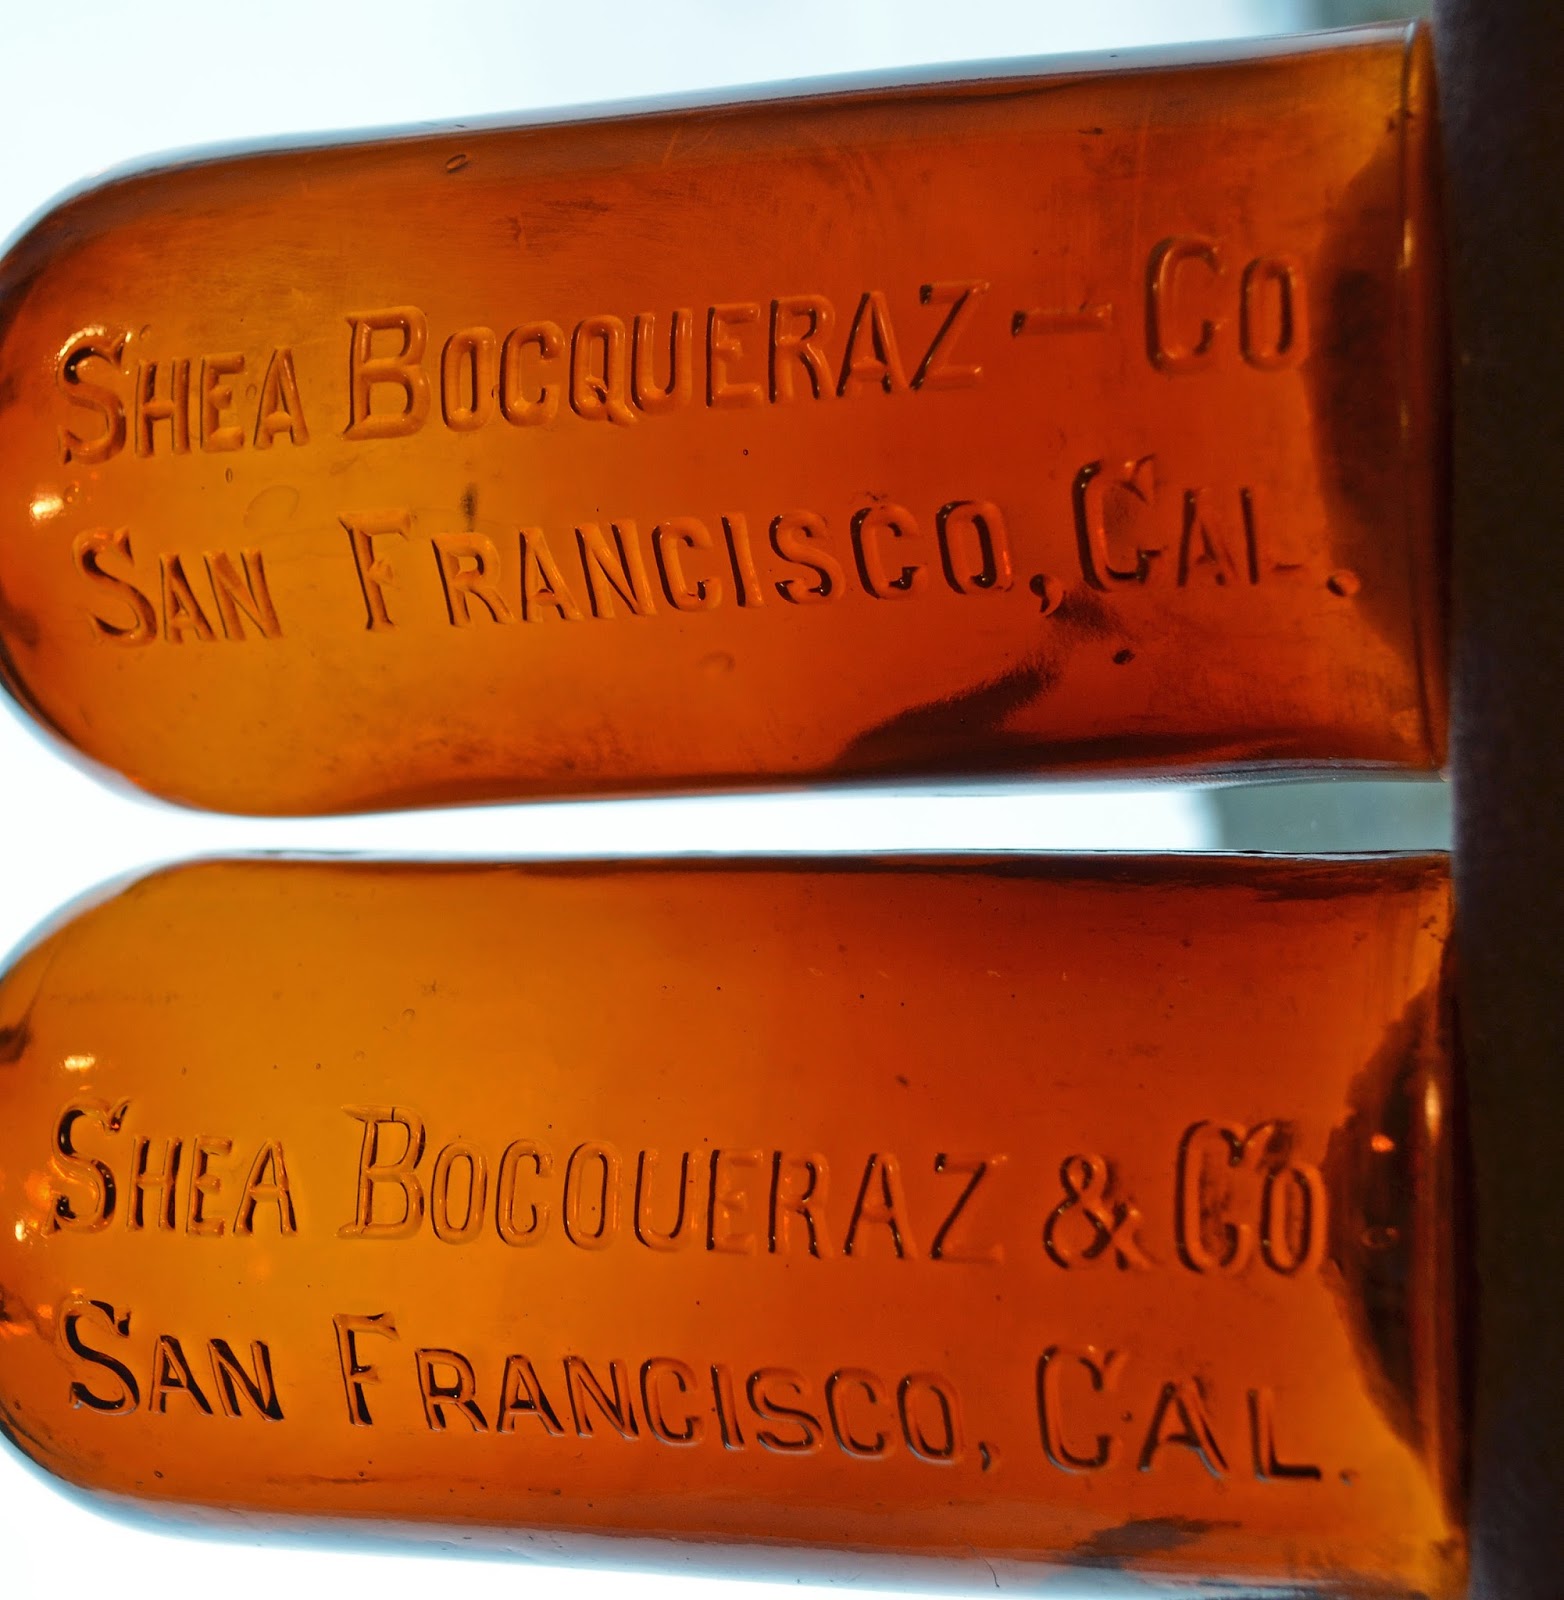 SHEA BOCQUERAZ - CO
SAN FRANCISCO, CAL.
SHEA BOCOUERAZ & CO
SAN FRANCISCO, CAL.